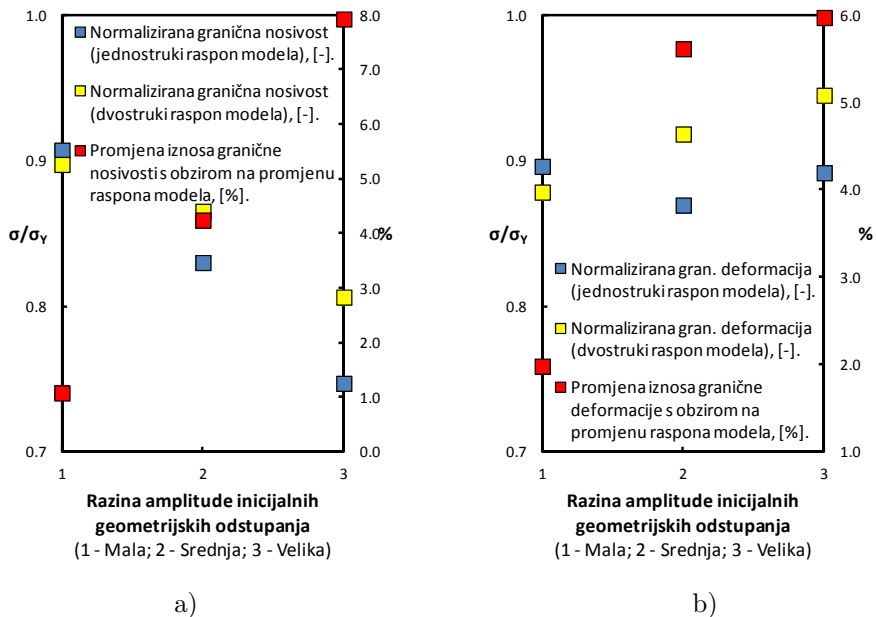 1.0
0.9
σ/σY
0.8
0.7
8.0
7.0
6.0
5.0
4.0
%
3.0
2.0
1.0
0.0
Normalizirana granična nosivost
(jednostruki raspon modela), [-].
Normalizirana granična nosivost
(dvostruki raspon modela), [-].
Promjena iznosa granične
nosivosti s obzirom na promjenu
raspona modela, [%].
1 2 3
Razina amplitude inicijalnih
geometrijskih odstupanja
(1 - Mala; 2 - Srednja; 3 - Velika)
a)
1.0
0.9
σ/σY
0.8
0.7
6.0
5.0
4.0
%
3.0
2.0
1.0
Normalizirana gran. deformacija
(jednostruki raspon modela), [-].
Normalizirana gran. deformacija
(dvostruki raspon modela), [-].
Promjena iznosa granične
deformacije s obzirom na
promjenu raspona modela, [%].
1 2 3
Razina amplitude inicijalnih
geometrijskih odstupanja
(1 - Mala; 2 - Srednja; 3 - Velika)
b)